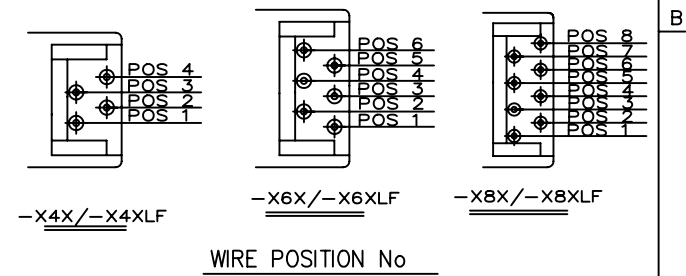 B
POS 4
POS 3
POS 2
POS 1
-X4X/-X4XLF
POS 6
POS 5
POS 4
POS 3
POS 2
POS 1
-X6X/-X6XLF
POS 8
POS 7
POS 6
POS 5
POS 4
POS 3
POS 2
POS 1
-X8X/-X8XLF
WIRE POSITION No